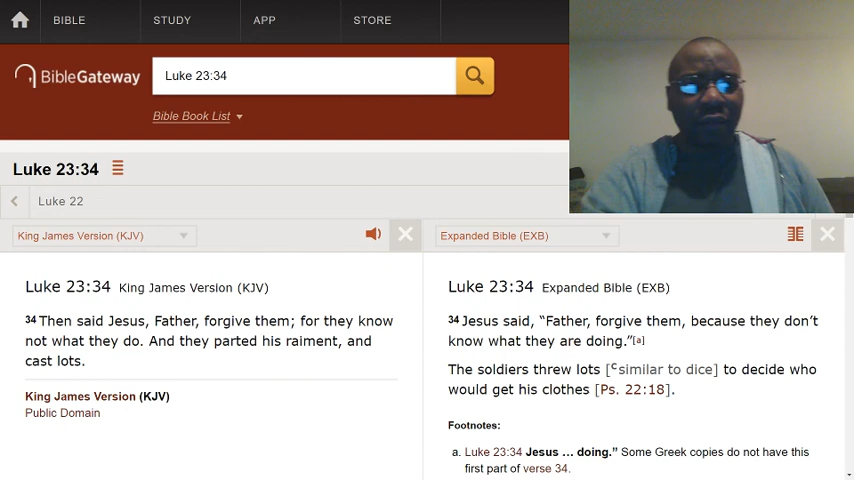 BIBLE STUDY APP STORE
BibleGateway
Luke 23:34
Bible Book List
Luke 23:34
Luke 22
King James Version (KJV)
Expanded Bible (EXB)
Luke 23:34 King James Version (KJV)
34 Then said Jesus, Father, forgive them; for they know
not what they do. And they parted his raiment, and
cast lots.
King James Version (KJV)
Public Domain
Luke 23:34 Expanded Bible (EXB)
34 Jesus said, “Father, forgive them, because they don’t
know what they are doing.”[a]
The soldiers threw lots [csimilar to dice] to decide who
would get his clothes [Ps. 22:18].
Footnotes:
a. Luke 23:34 Jesus … doing.” Some Greek copies do not have this
first part of verse 34.